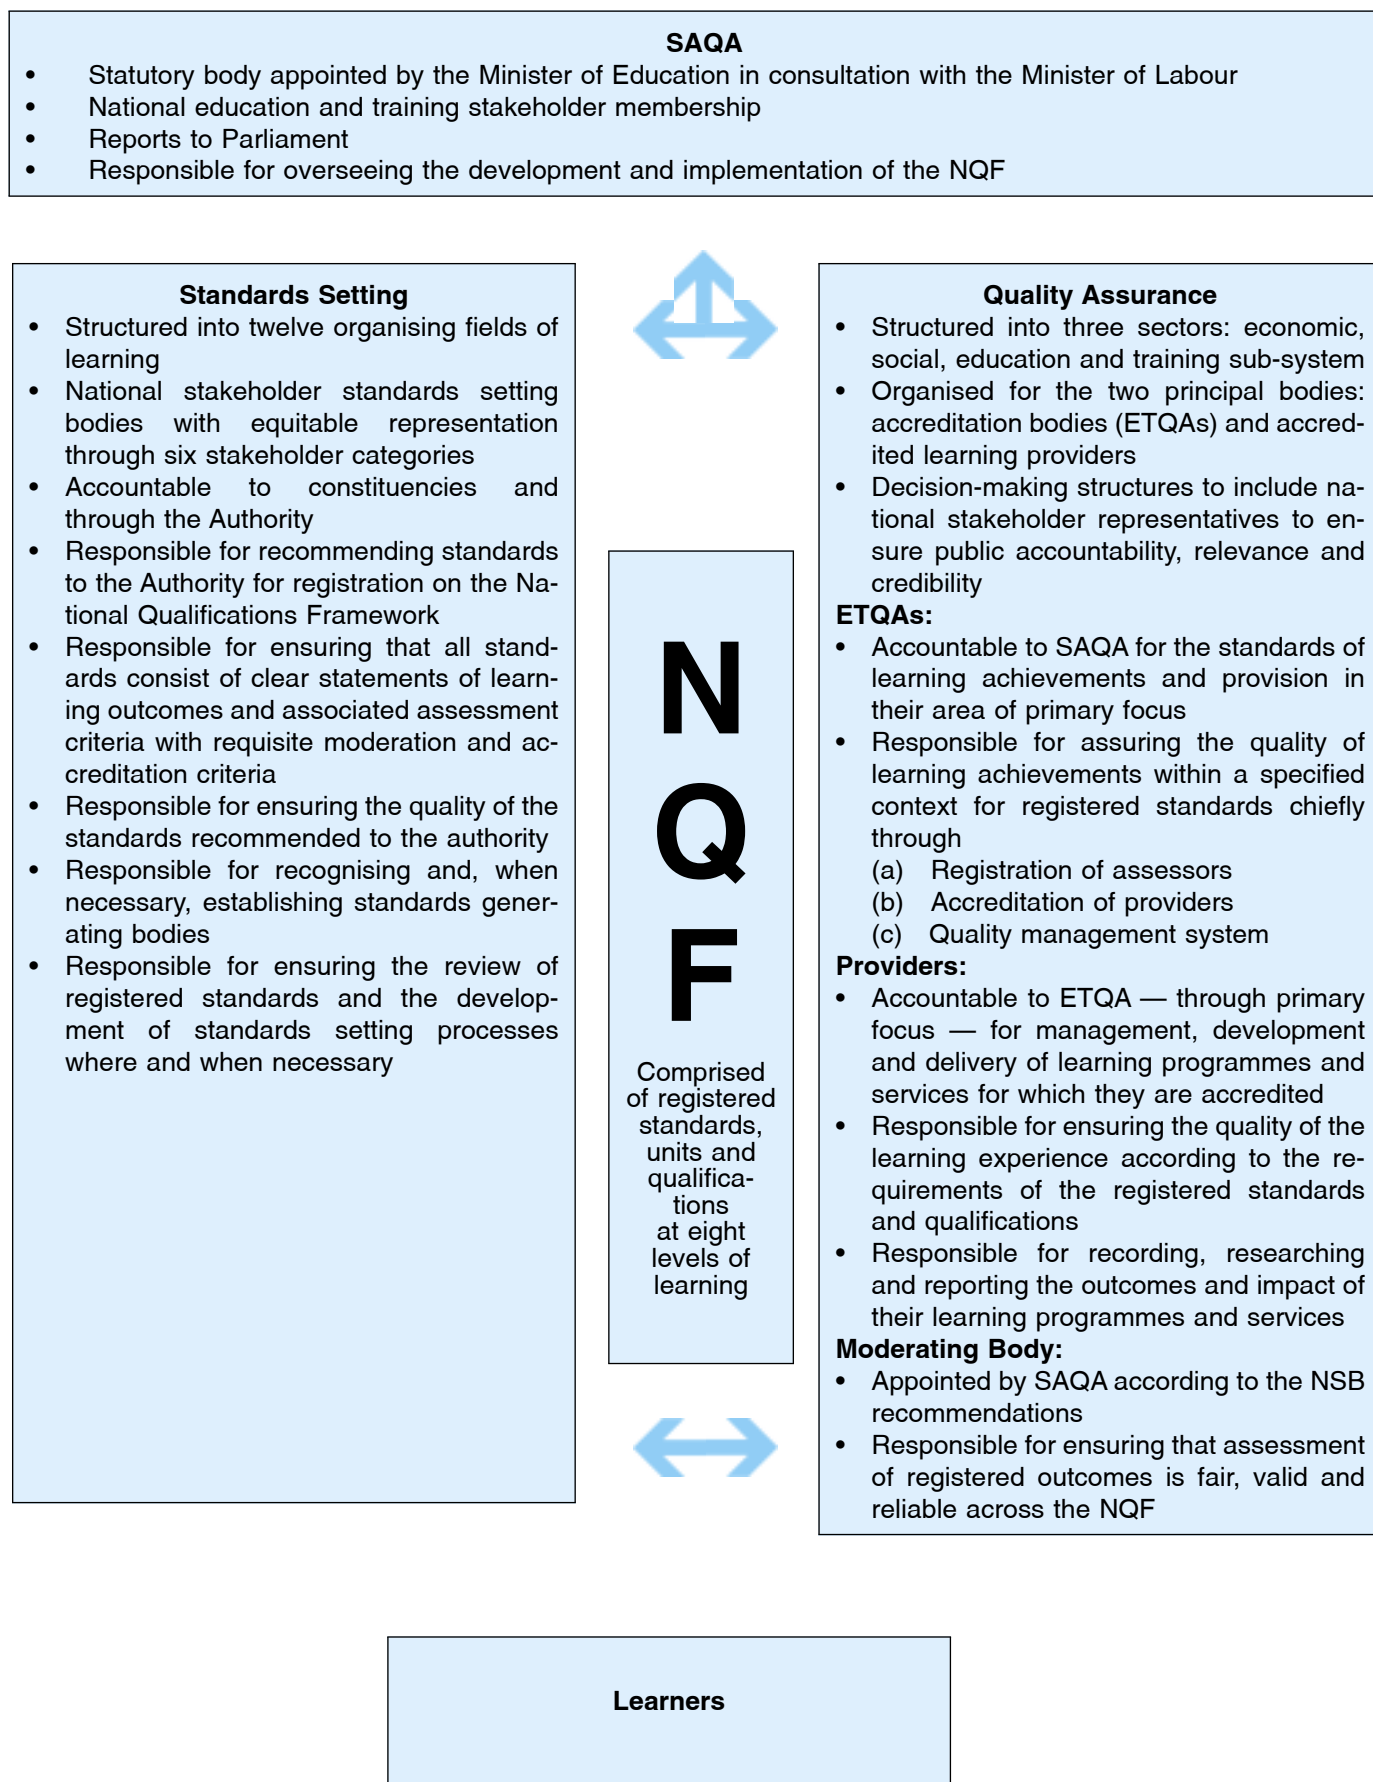 SAQA
• Statutory body appointed by the Minister of Education in consultation with the Minister of Labour
• National education and training stakeholder membership
• Reports to Parliament
• Responsible for overseeing the development and implementation of the NQF
Standards Setting
• Structured into twelve organising fields of
learning
• National stakeholder standards setting
bodies with equitable representation
through six stakeholder categories
• Accountable to constituencies and
through the Authority
• Responsible for recommending standards
to the Authority for registration on the Na-
tional Qualifications Framework
• Responsible for ensuring that all stand-
ards consist of clear statements of learn-
ing outcomes and associated assessment
criteria with requisite moderation and ac-
creditation criteria
• Responsible for ensuring the quality of the
standards recommended to the authority
• Responsible for recognising and, when
necessary, establishing standards gener-
ating bodies
• Responsible for ensuring the review of
registered standards and the develop-
ment of standards setting processes
where and when necessary
N
Q
F
Comprised
of registered
standards,
units and
qualifica-
tions
at eight
levels of
learning
Quality Assurance
• Structured into three sectors: economic,
social, education and training sub-system
• Organised for the two principal bodies:
accreditation bodies (ETQAs) and accred-
ited learning providers
• Decision-making structures to include na-
tional stakeholder representatives to en-
sure public accountability, relevance and
credibility
ETQAs:
• Accountable to SAQA for the standards of
learning achievements and provision in
their area of primary focus
• Responsible for assuring the quality of
learning achievements within a specified
context for registered standards chiefly
through
(a) Registration of assessors
(b) Accreditation of providers
(c) Quality management system
Providers:
• Accountable to ETQA — through primary
focus — for management, development
and delivery of learning programmes and
services for which they are accredited
• Responsible for ensuring the quality of the
learning experience according to the re-
quirements of the registered standards
and qualifications
• Responsible for recording, researching
and reporting the outcomes and impact of
their learning programmes and services
Moderating Body:
• Appointed by SAQA according to the NSB
recommendations
• Responsible for ensuring that assessment
of registered outcomes is fair, valid and
reliable across the NQF
Learners